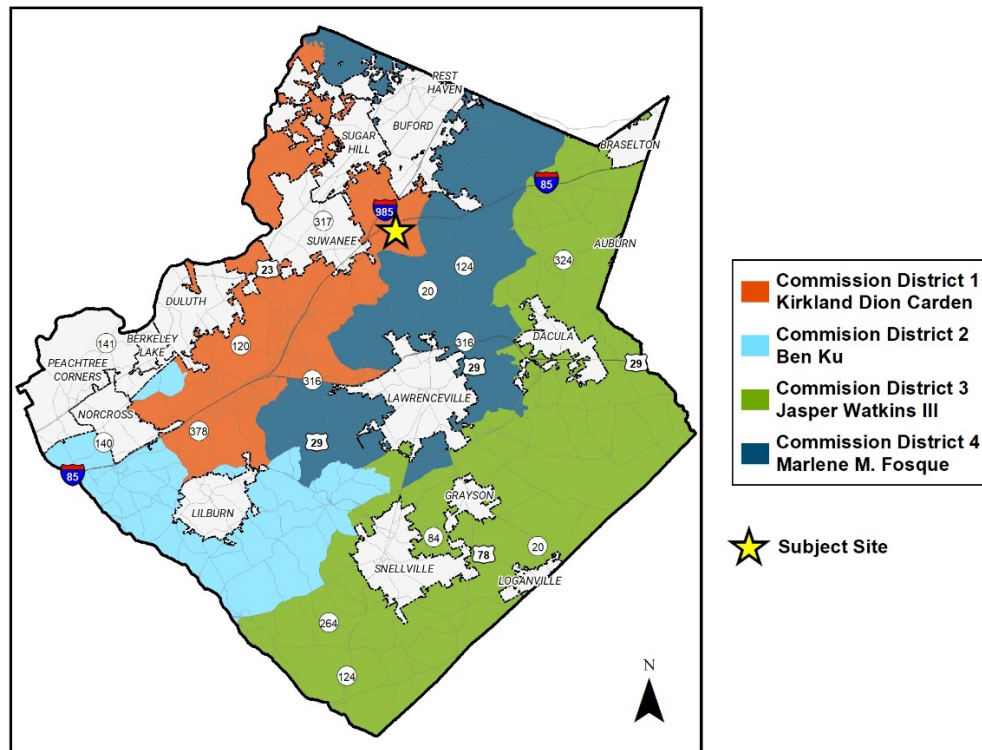 REST
HAVEN
BUFORD
SUGAR
HILL
BRASELTON
85
985
317
SUWANEE
AUBURN
324
124
23
20
DULUTH
141
BERKELEY
LAKE
PEACHTREE
CORNERS
120
316
DACULA
29
29
316
LAWRENCEVILLE
NORCROSS
378
140
29
85
GRAYSON
LILBURN
84
78
20
SNELLVILLE
LOGANVILLE
264
124
N
Commission District 1
Kirkland Dion Carden
Commision District 2
Ben Ku
Commision District 3
Jasper Watkins III
Commision District 4
Marlene M. Fosque
Subject Site